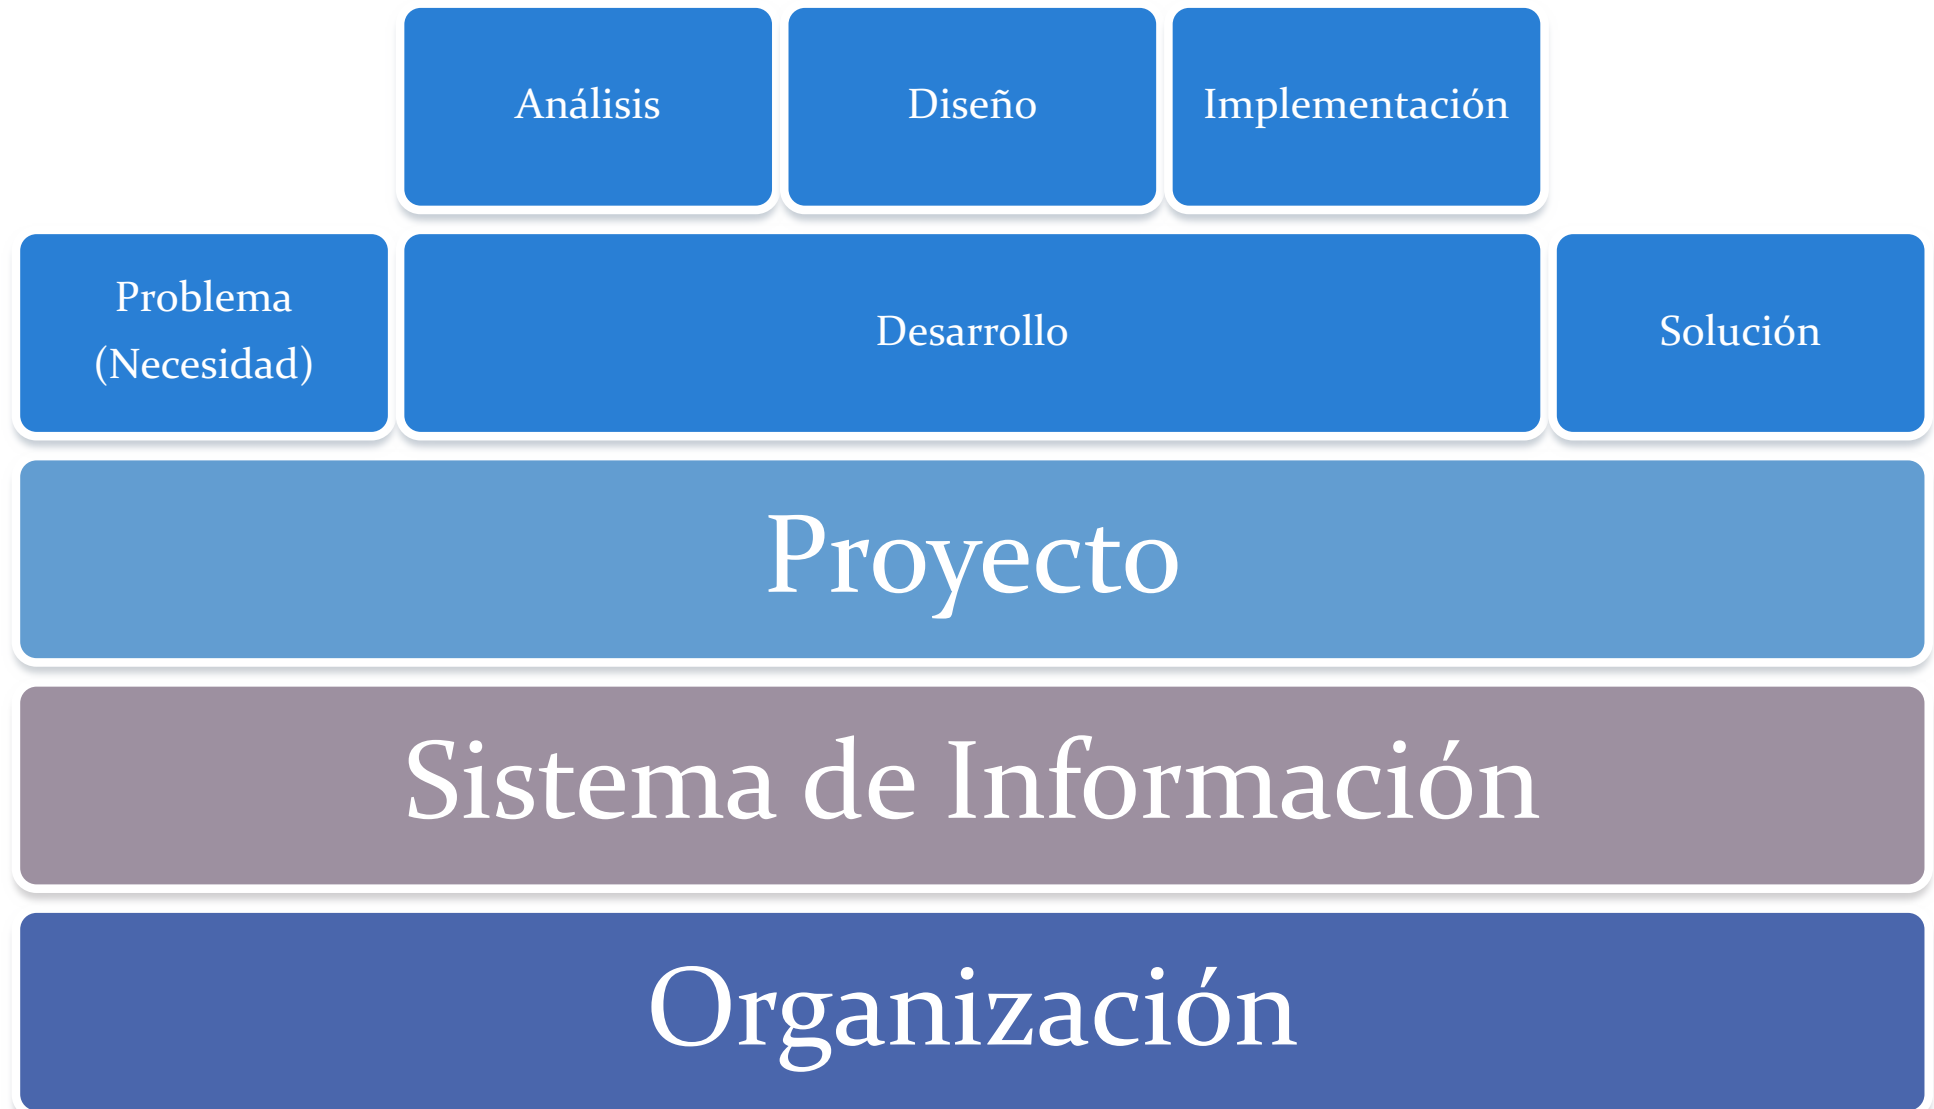 Análisis
Diseño
Implementación
Problema
(Necesidad)
Desarrollo
Solución
Proyecto
Sistema de Información
Organización